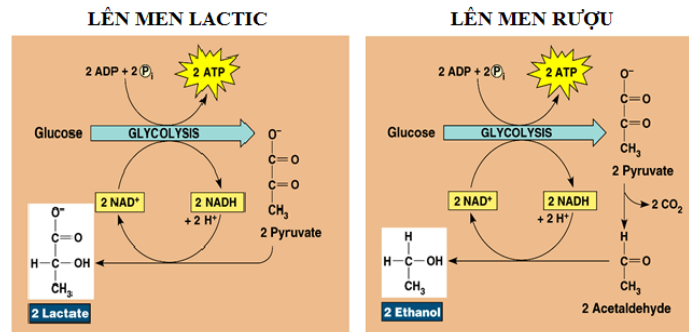 LÊN MEN LACTIC
2 ADP + 2 Pi
2 ATP
Glucose
GLYCOLYSIS
O⁻
C=O
C=O
CH₃
2 Pyruvate
2 NAD⁺
2 NADH
+ 2 H⁺
O⁻
C=O
H–C–OH
CH₃
2 Lactate
LÊN MEN RƯỢU
2 ADP + 2 Pi
2 ATP
Glucose
GLYCOLYSIS
O⁻
C=O
C=O
CH₃
2 Pyruvate
2 CO₂
2 NAD⁺
2 NADH
+ 2 H⁺
H
C=O
CH₃
2 Acetaldehyde
H
H–C–OH
CH₃
2 Ethanol